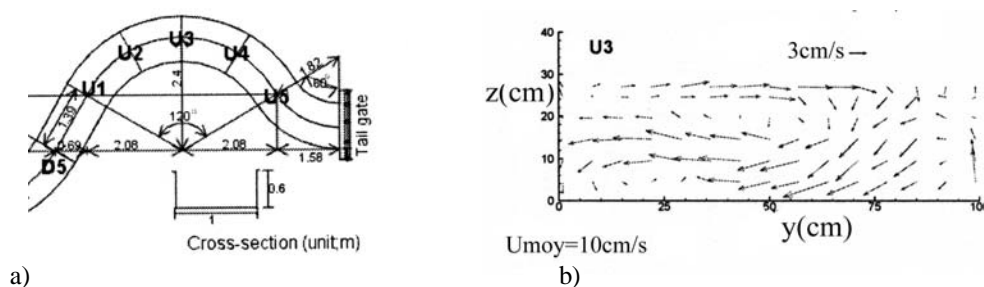 U3
U2
U4
U1
U5
D5
1.82
60°
2.4
120°
1.39
0.69
2.08
2.08
1.58
Tail gate
0.6
1
Cross-section (unit;m)
a)
U3
3cm/s
z(cm)
40
30
20
10
0
0
25
50
75
100
y(cm)
Umoy=10cm/s
b)